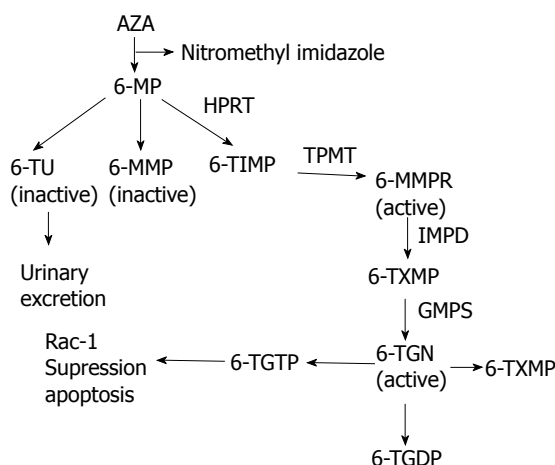 AZA
Nitromethyl imidazole
6-MP
HPRT
6-TU
(inactive)
6-MMP
(inactive)
6-TIMP
TPMT
6-MMPR
(active)
IMPD
Urinary
excretion
6-TXMP
GMPS
Rac-1
Supression
apoptosis
6-TGTP
6-TGN
(active)
6-TXMP
6-TGDP